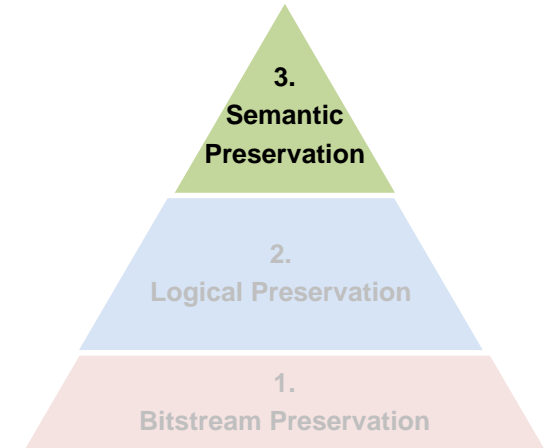 3.
Semantic
Preservation
2.
Logical Preservation
1.
Bitstream Preservation